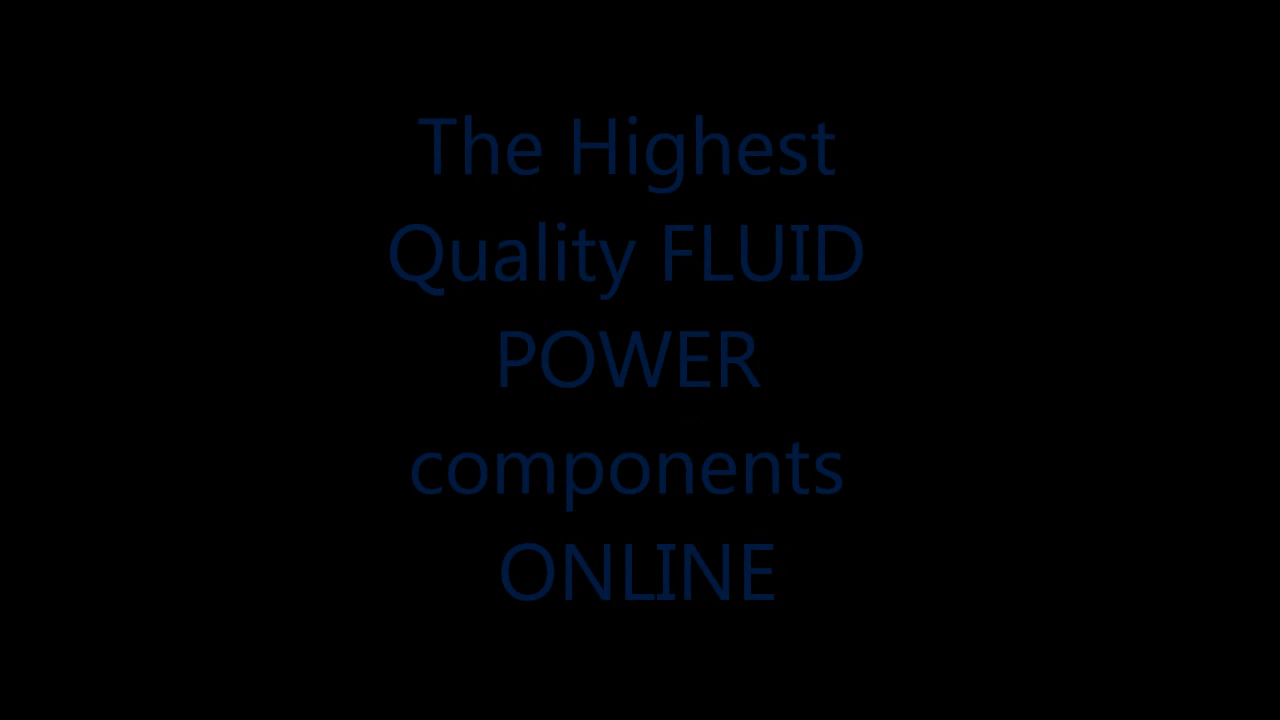 The Highest
Quality FLUID
POWER
components
ONLINE